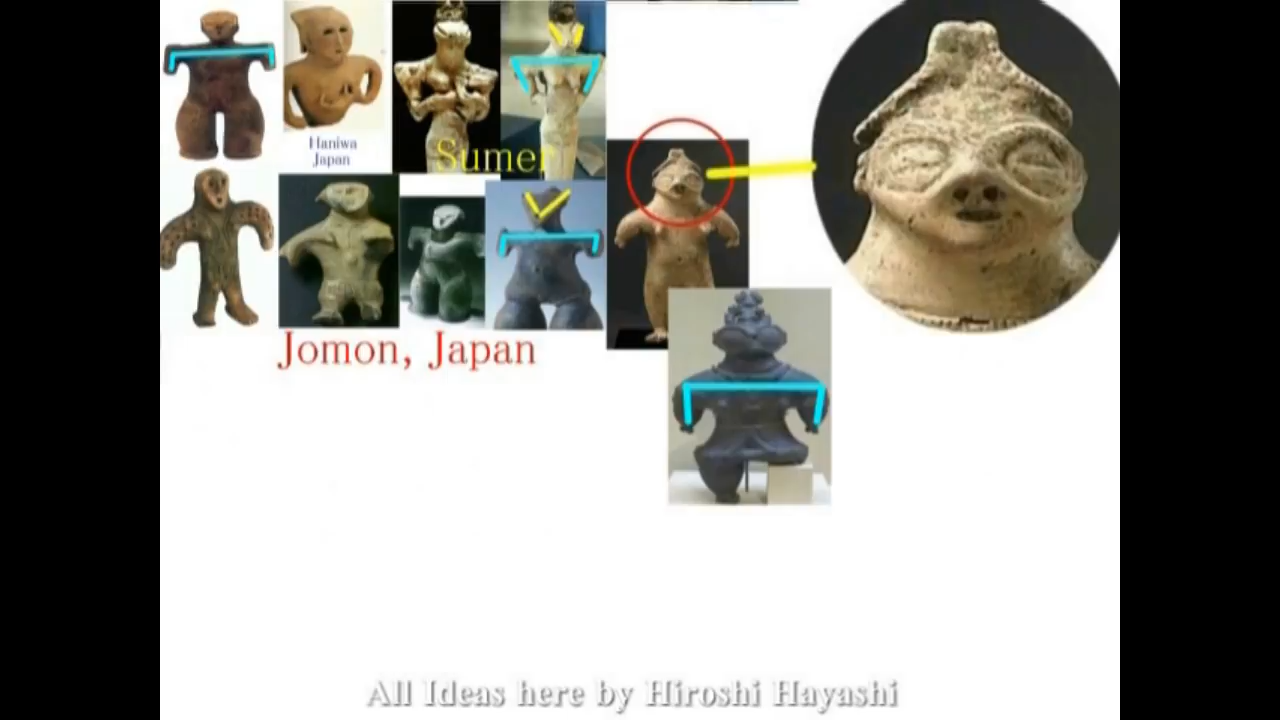 Haniwa
Japan
Sumer
Jomon, Japan
All Ideas here by Hiroshi Hayashi